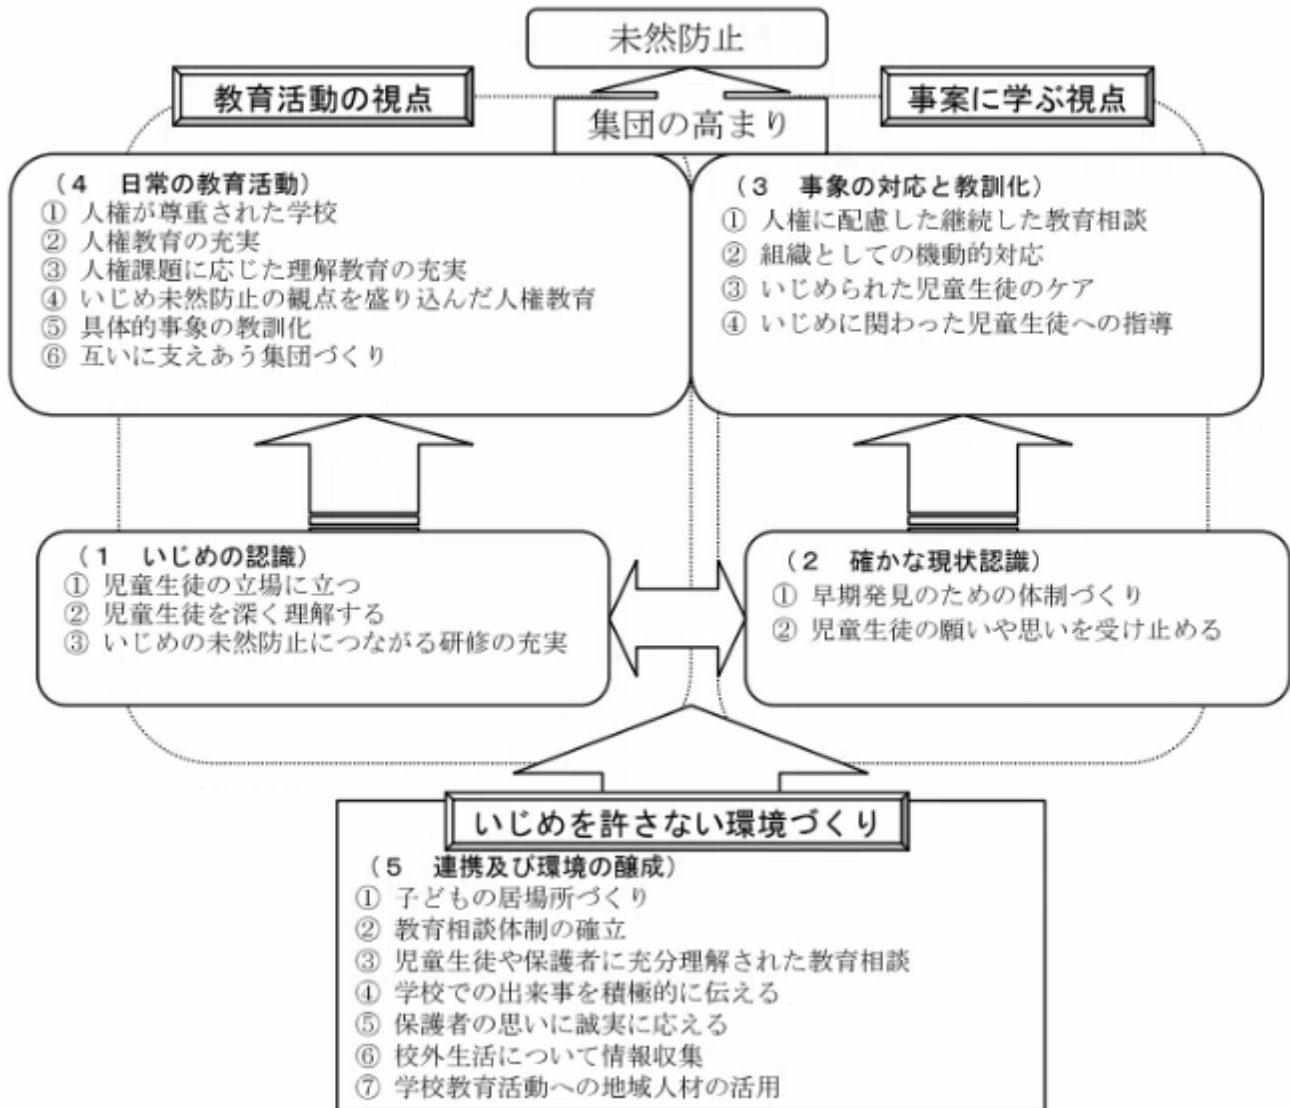 未然防止
教育活動の視点
事案に学ぶ視点
集団の高まり
(4 日常の教育活動)
① 人権が尊重された学校
② 人権教育の充実
③ 人権課題に応じた理解教育の充実
④ いじめ未然防止の観点を盛り込んだ人権教育
⑤ 具体的事象の教訓化
⑥ 互いに支えあう集団づくり
(3 事象の対応と教訓化)
① 人権に配慮した継続した教育相談
② 組織としての機動的対応
③ いじめられた児童生徒のケア
④ いじめに関わった児童生徒への指導
(1 いじめの認識)
① 児童生徒の立場に立つ
② 児童生徒を深く理解する
③ いじめの未然防止につながる研修の充実
(2 確かな現状認識)
① 早期発見のための体制づくり
② 児童生徒の願いや思いを受け止める
いじめを許さない環境づくり
(5 連携及び環境の醸成)
① 子どもの居場所づくり
② 教育相談体制の確立
③ 児童生徒や保護者に充分理解された教育相談
④ 学校での出来事を積極的に伝える
⑤ 保護者の思いに誠実に応える
⑥ 校外生活について情報収集
⑦ 学校教育活動への地域人材の活用